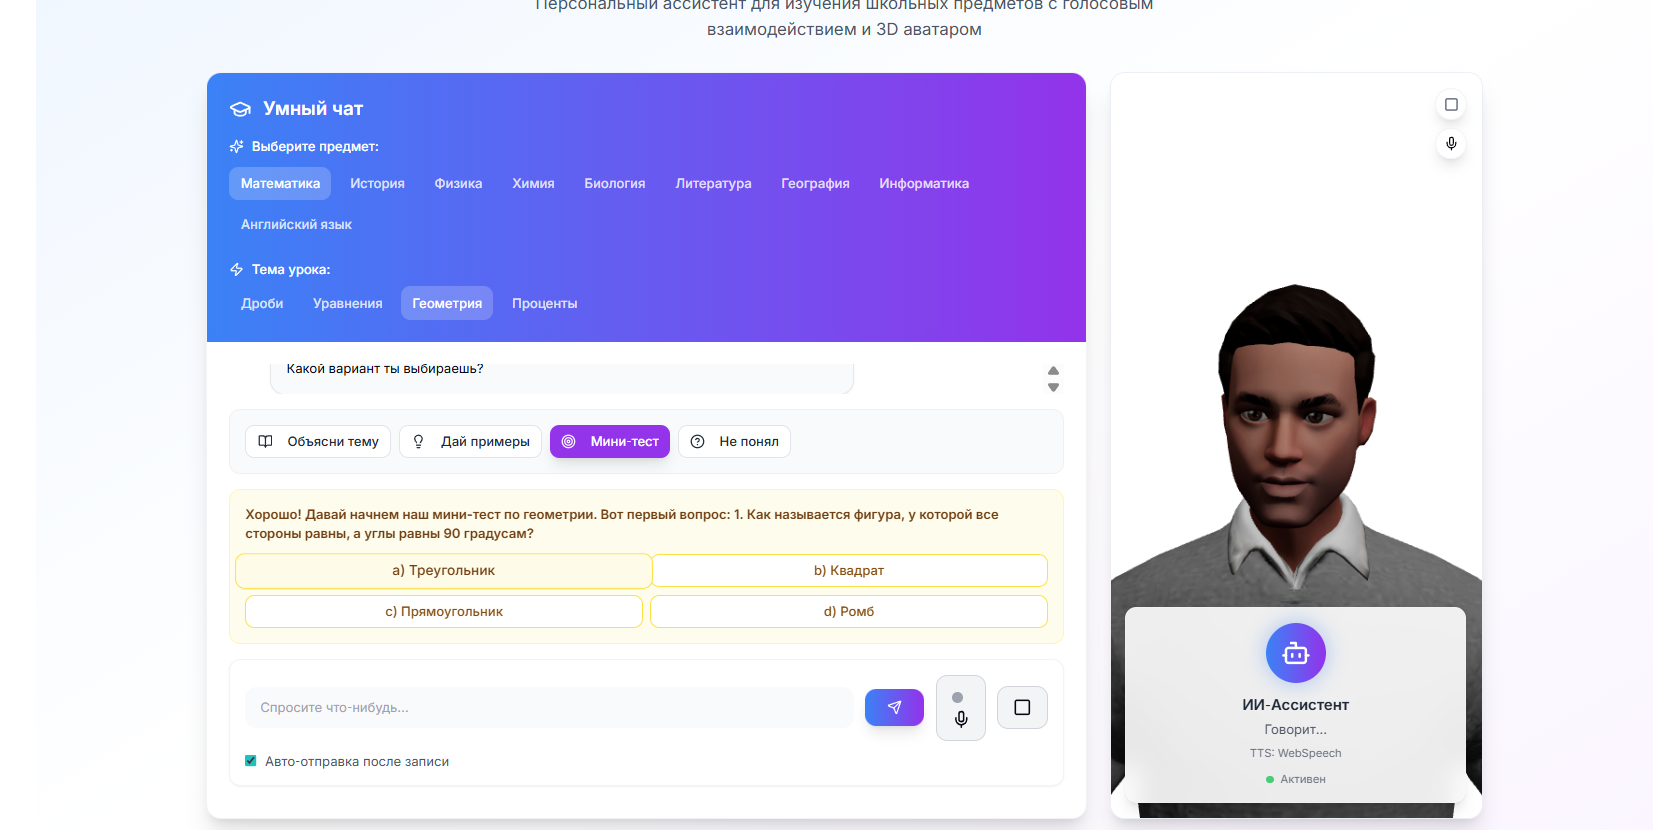 Персональный ассистент для изучения школьных предметов с голосовым
взаимодействием и 3D аватаром
Умный чат
Выберите предмет:
Математика История Физика Химия Биология Литература География Информатика
Английский язык
Тема урока:
Дроби Уравнения Геометрия Проценты
Какой вариант ты выбираешь?
Объясни тему Дай примеры Мини-тест Не понял
Хорошо! Давай начнем наш мини-тест по геометрии. Вот первый вопрос: 1. Как называется фигура, у которой все
стороны равны, а углы равны 90 градусам?
a) Треугольник b) Квадрат
c) Прямоугольник d) Ромб
Спросите что-нибудь...
Авто-отправка после записи
ИИ-Ассистент
Говорит...
TTS: WebSpeech
Активен